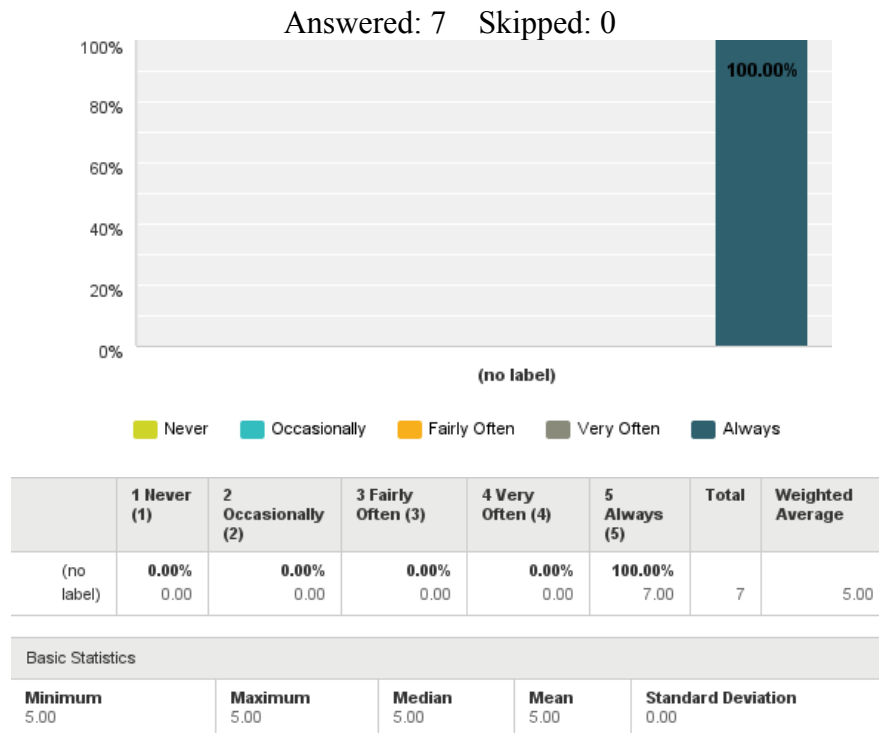 Answered: 7 Skipped: 0
100%
100.00%
80%
60%
40%
20%
0%
(no label)
Never Occasionally Fairly Often Very Often Always
1 Never 2 3 Fairly 4 Very 5 Total Weighted
(1) Occasionally Often (3) Often (4) Always Average
(2) (5)
(no 0.00% 0.00% 0.00% 0.00% 100.00%
label) 0.00 0.00 0.00 0.00 7.00 7 5.00
Basic Statistics
Minimum Maximum Median Mean Standard Deviation
5.00 5.00 5.00 5.00 0.00